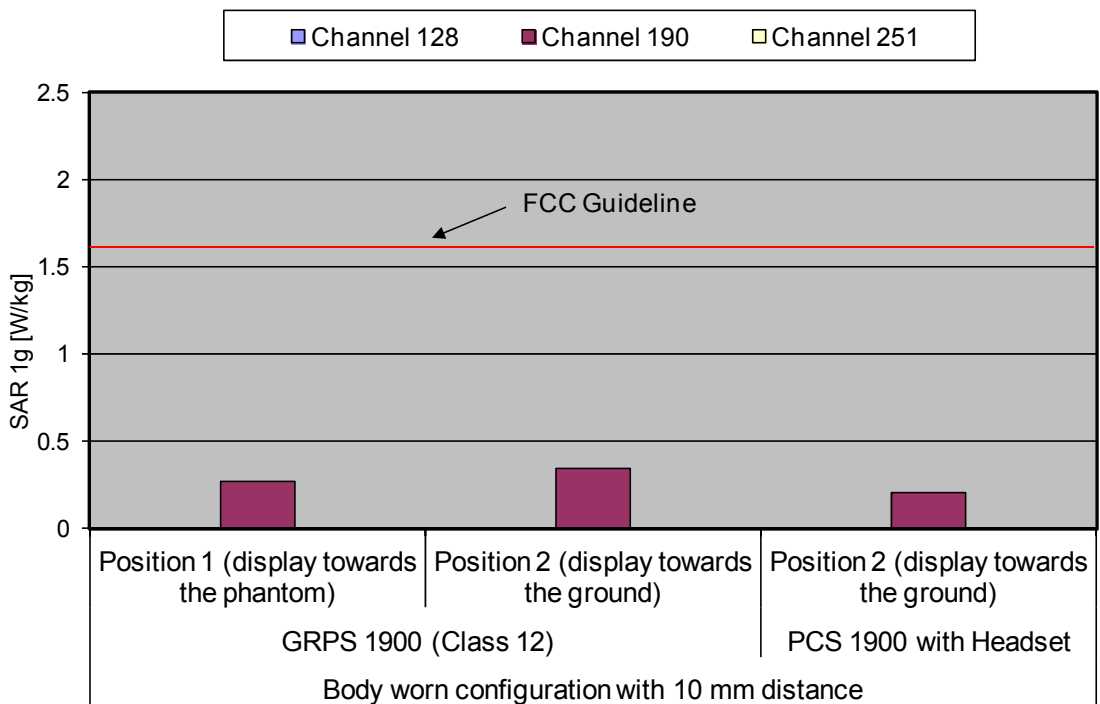 Channel 128 Channel 190 Channel 251
2.5
2
FCC Guideline
1.5
1
0.5
0
SAR 1g [W/kg]
Position 1 (display towards the phantom)
Position 2 (display towards the ground)
Position 2 (display towards the ground)
GRPS 1900 (Class 12)
PCS 1900 with Headset
Body worn configuration with 10 mm distance